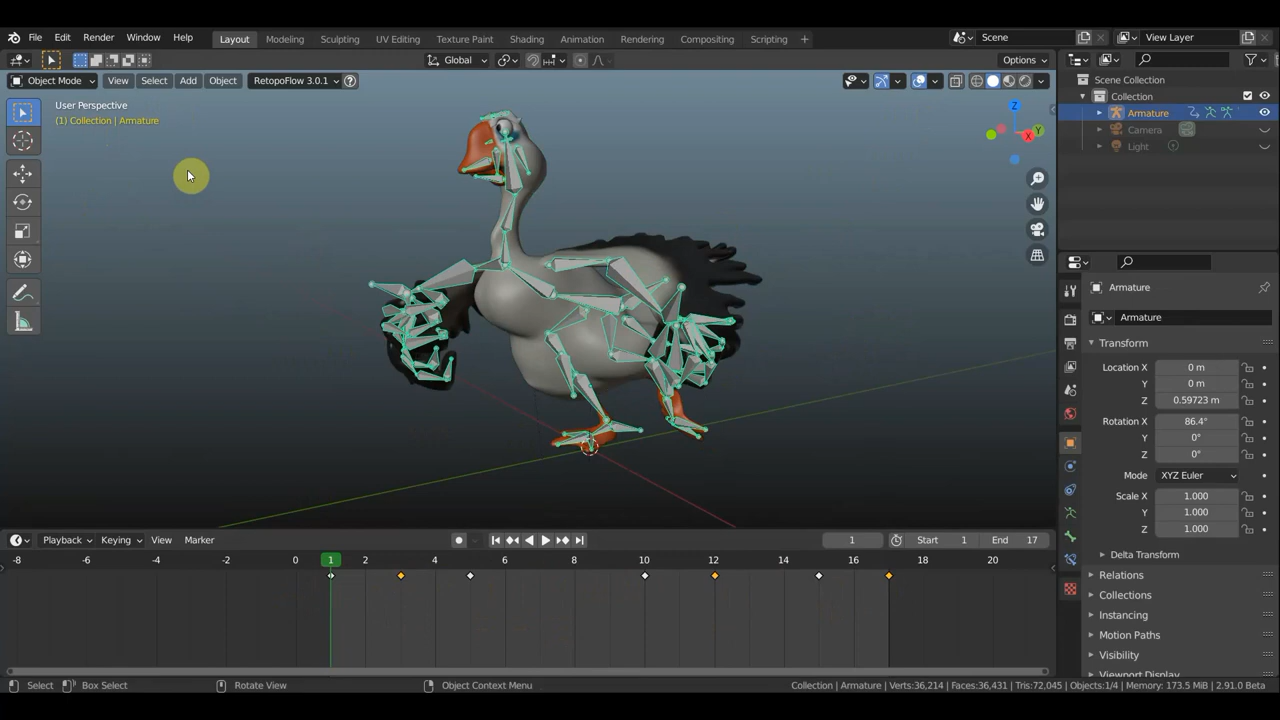 File Edit Render Window Help Layout Modeling Sculpting UV Editing Texture Paint Shading Animation Rendering Compositing Scripting + Scene View Layer
Global Options
Object Mode View Select Add Object RetopoFlow 3.0.1 Scene Collection
User Perspective Collection
(1) Collection | Armature Armature
Z
Y
X
Camera
Light
Armature
Armature
Transform
Location X 0 m
Y 0 m
Z 0.59723 m
Rotation X 86.4°
Y 0°
Z 0°
Mode XYZ Euler
Scale X 1.000
Y 1.000
Z 1.000
Delta Transform
Relations
Collections
Instancing
Motion Paths
Visibility
Viewport Display
Playback Keying View Marker 1 Start 1 End 17
-8 -6 -4 -2 0 1 2 4 6 8 10 12 14 16 18 20
Select Box Select Rotate View Object Context Menu Collection | Armature | Verts:36,214 | Faces:36,431 | Tris:72,045 | Objects:1/4 | Memory: 173.5 MiB | 2.91.0 Beta